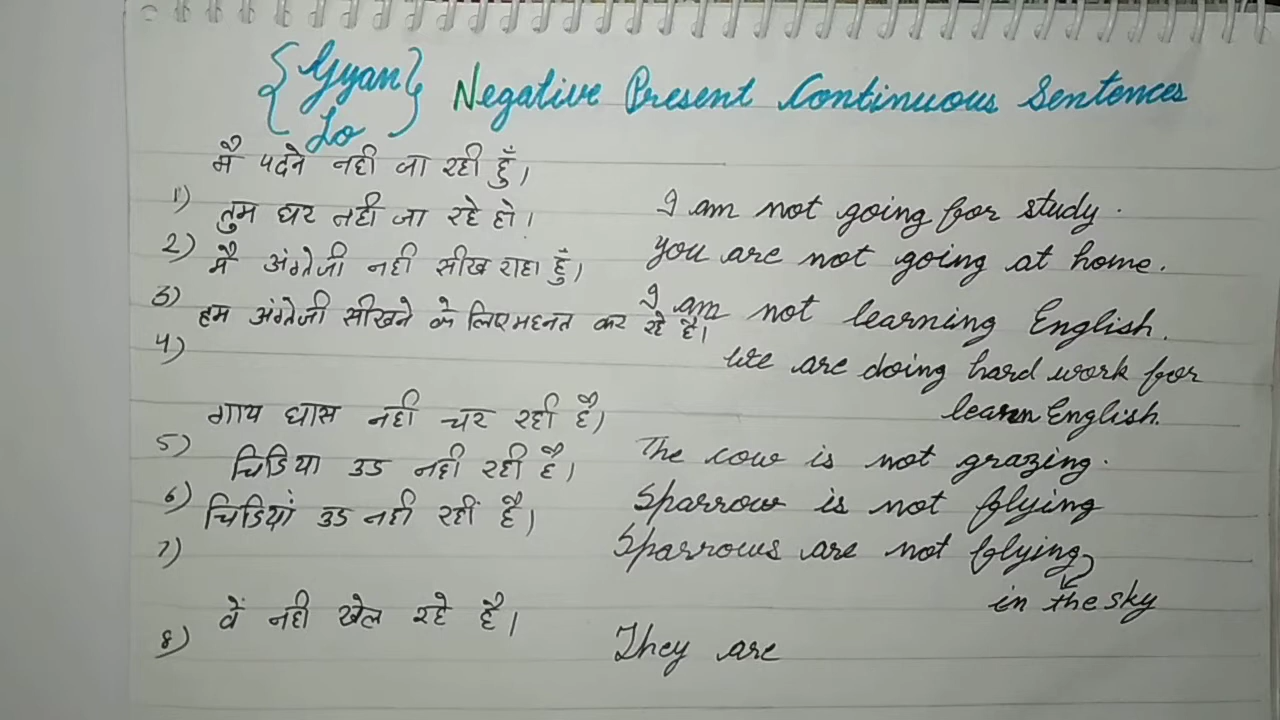 {Gyan Lo} Negative Present Continuous Sentences
मै पढने नही जा रही हूँ।
1) I am not going for study.
तुम घर नही जा रहे हो।
2) You are not going at home.
मै अंग्रेजी नही सीख राहा हूँ।
3) I am not learning English.
हम अंग्रेजी सीखने के लिए महनत कर रहे है।
4) We are doing hard work for
learn English.
गाय घास नही चर रही है।
5) The cow is not grazing.
चिडिया उड नही रही है।
6) Sparrow is not flying
चिडियां उड नही रहीं है।
7) Sparrows are not flying
in the sky
वें नही खेल रहे है।
8) They are